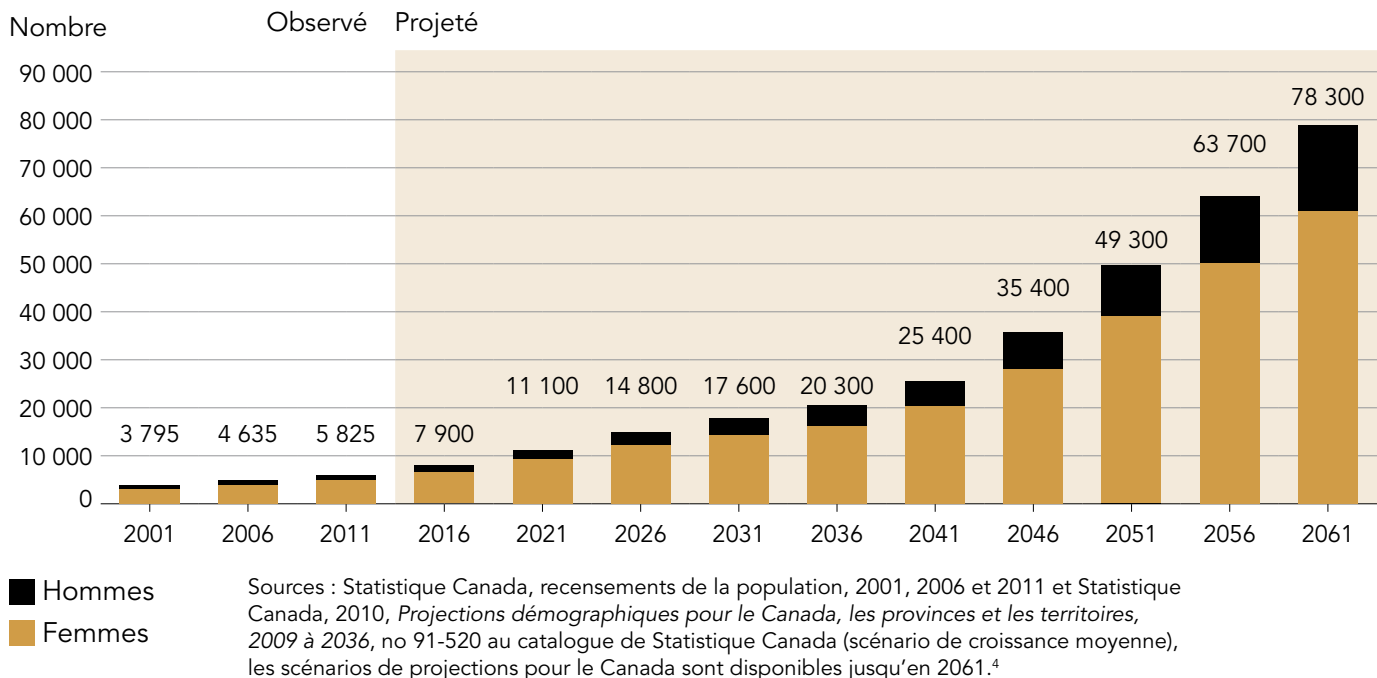 Nombre
Observé Projeté
90 000
80 000
70 000
60 000
50 000
40 000
30 000
20 000
10 000
0
3 795 4 635 5 825 7 900 11 100 14 800 17 600 20 300 25 400 35 400 49 300 63 700 78 300
2001 2006 2011 2016 2021 2026 2031 2036 2041 2046 2051 2056 2061
Hommes
Femmes
Sources : Statistique Canada, recensements de la population, 2001, 2006 et 2011 et Statistique
Canada, 2010, Projections démographiques pour le Canada, les provinces et les territoires,
2009 à 2036, no 91-520 au catalogue de Statistique Canada (scénario de croissance moyenne),
les scénarios de projections pour le Canada sont disponibles jusqu’en 2061.⁴